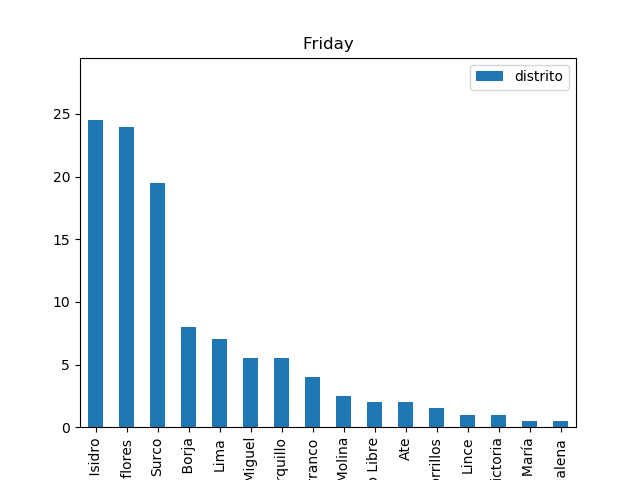 Friday
distrito
25
20
15
10
5
0
Isidro
flores
Surco
Borja
Lima
Miguel
rquillo
rranco
Molina
o Libre
Ate
orrillos
Lince
ictoria
María
alena